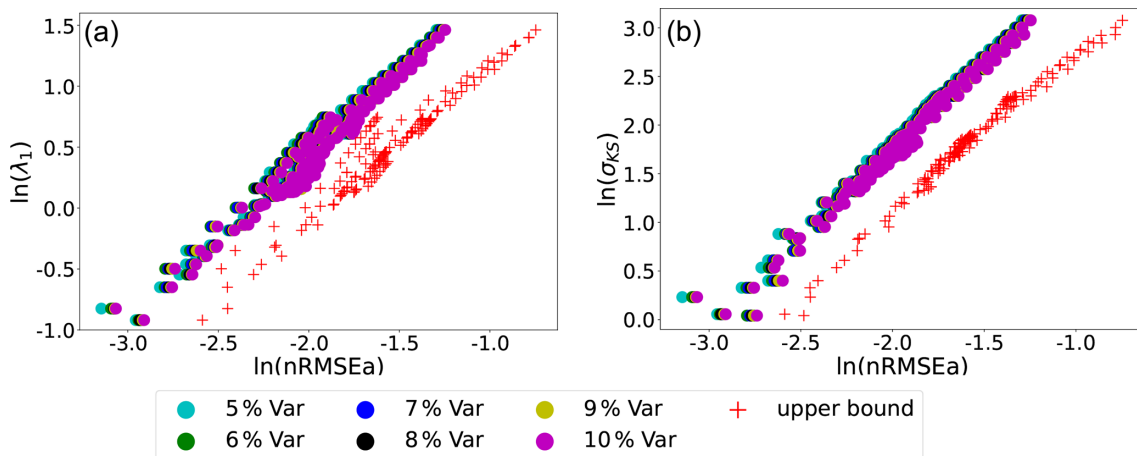 (a)
1.5
1.0
0.5
0.0
-0.5
-1.0
ln(λ1)
-3.0 -2.5 -2.0 -1.5 -1.0
ln(nRMSEa)
(b)
3.0
2.5
2.0
1.5
1.0
0.5
0.0
ln(σKS)
-3.0 -2.5 -2.0 -1.5 -1.0
ln(nRMSEa)
5 % Var 7 % Var 9 % Var upper bound
6 % Var 8 % Var 10 % Var